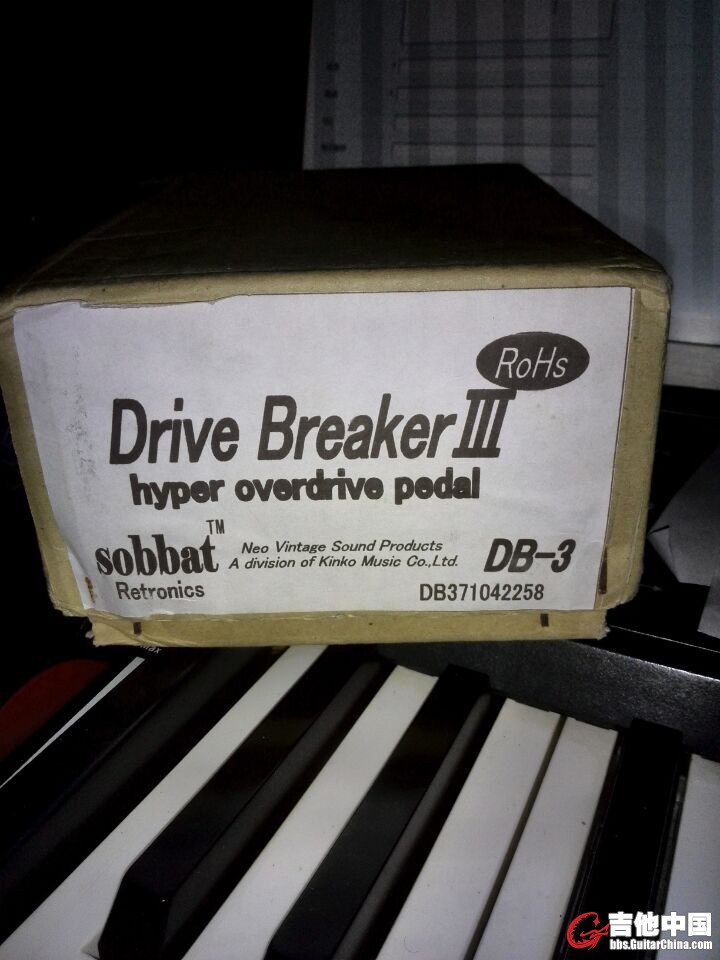 RoHs
Drive Breaker III
hyper overdrive pedal
sobbat™
Neo Vintage Sound Products
A division of Kinko Music Co.,Ltd.
DB-3
Retronics
DB371042258
吉他中国
bbs.GuitarChina.com